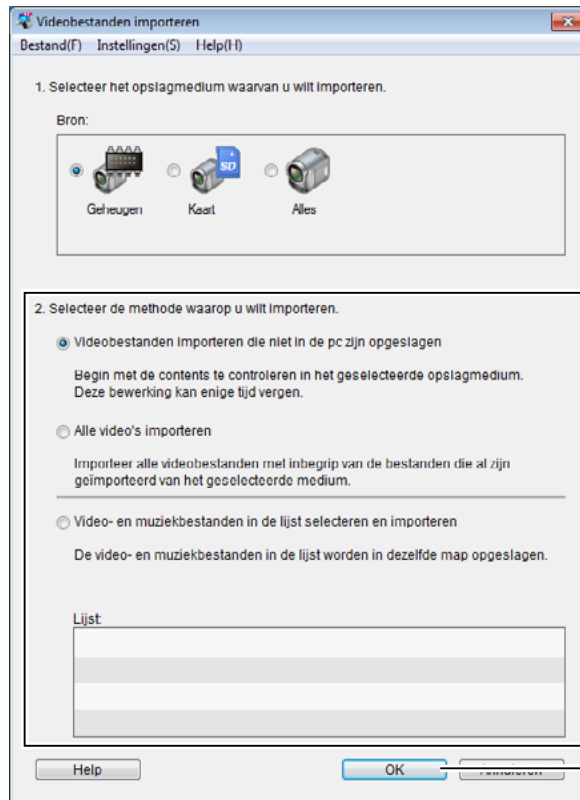 Videobestanden importeren
Bestand(F) Instellingen(S) Help(H)
1. Selecteer het opslagmedium waarvan u wilt importeren.
Bron:
SD
Geheugen Kaart Alles
2. Selecteer de methode waarop u wilt importeren.
Videobestanden importeren die niet in de pc zijn opgeslagen
Begin met de contents te controleren in het geselecteerde opslagmedium.
Deze bewerking kan enige tijd vergen.
Alle video's importeren
Importeer alle videobestanden met inbegrip van de bestanden die al zijn
geïmporteerd van het geselecteerde medium.
Video- en muziekbestanden in de lijst selecteren en importeren
De video- en muziekbestanden in de lijst worden in dezelfde map opgeslagen.
Lijst:
Help OK Annuleren